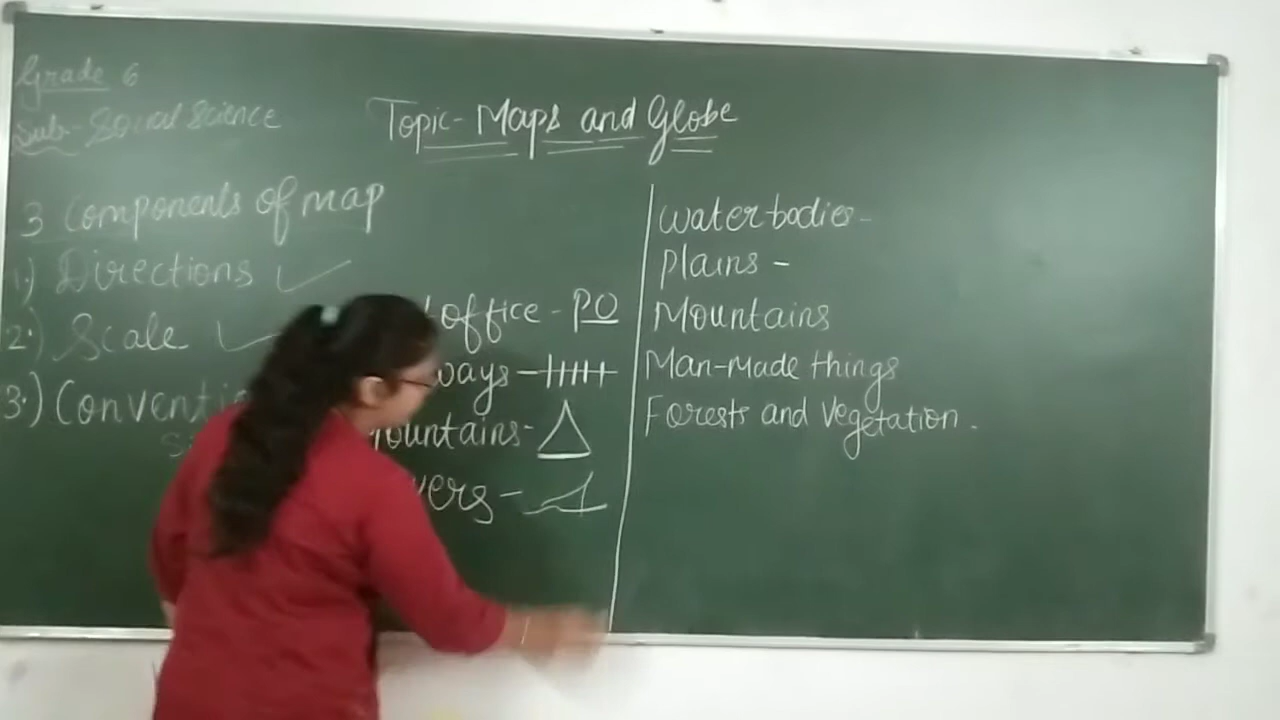 Grade 6
Sub- Social Science
Topic- Maps and Globe
3 Components of map
1.) Directions ✓
2.) Scale ✓
3.)
office - PO
ways -
ountains-
vers -
Water bodies -
Plains -
Mountains
Man-Made things
Forests and Vegetation .